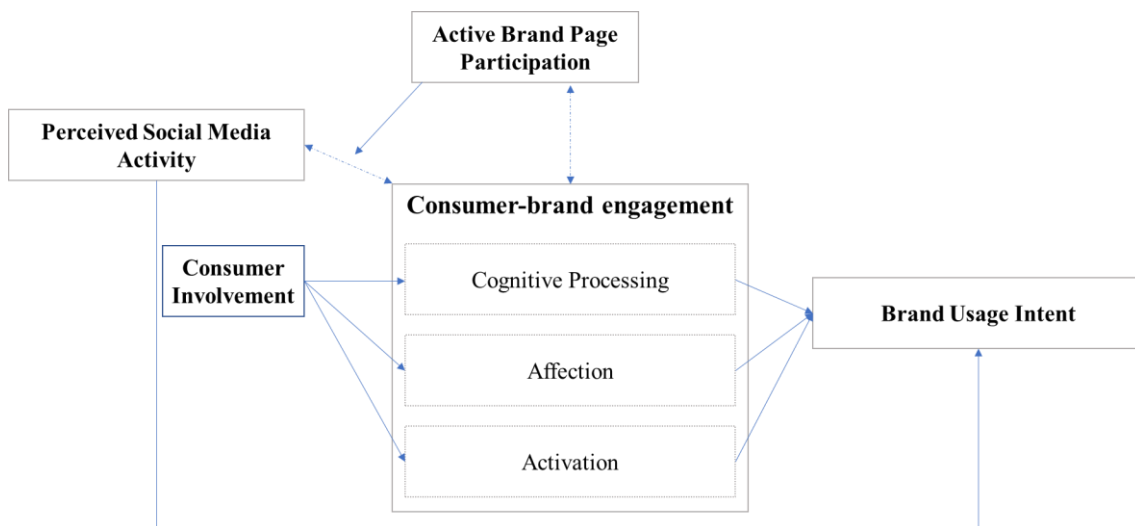 Active Brand Page
Participation
Perceived Social Media
Activity
Consumer-brand engagement
Consumer
Involvement
Cognitive Processing
Brand Usage Intent
Affection
Activation